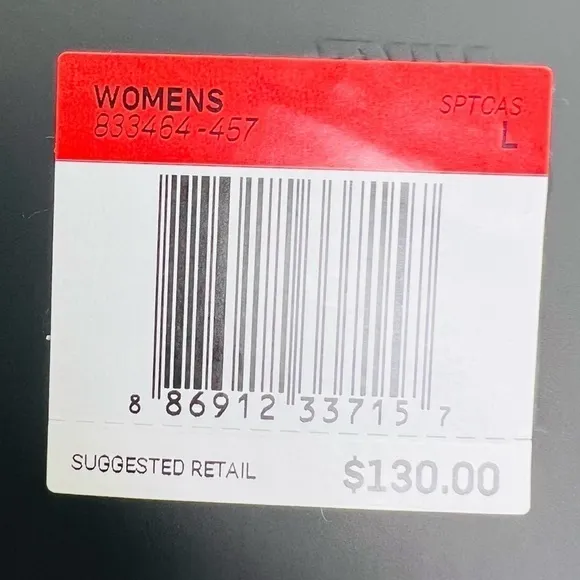 WOMENS SPTCAS
833464-457 L
8 86912 33715 7
SUGGESTED RETAIL $130.00